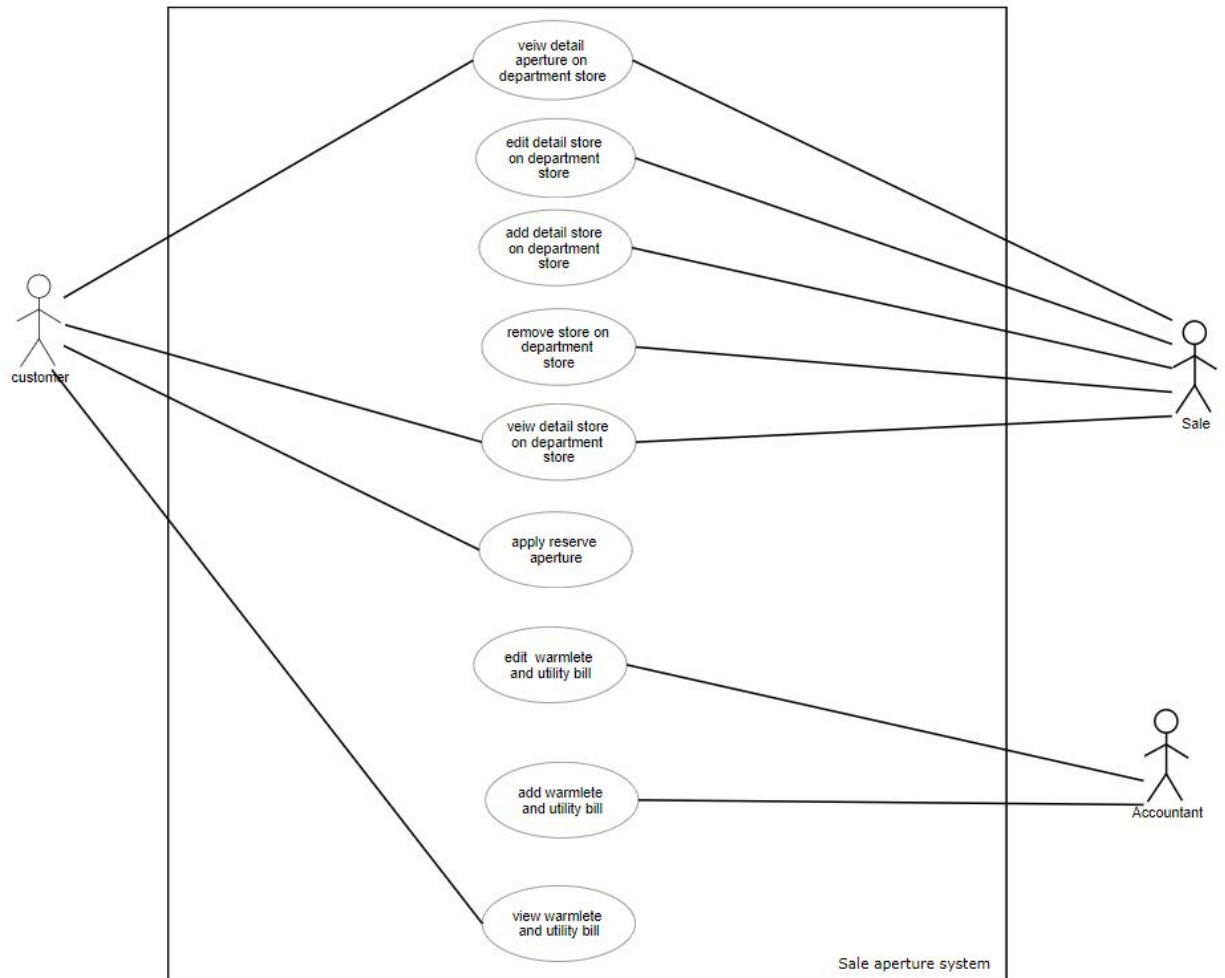 veiw detail
aperture on
department store
edit detail store
on department
store
add detail store
on department
store
customer
remove store on
department
store
Sale
veiw detail store
on department
store
apply reserve
aperture
edit warmlete
and utility bill
add warmlete
and utility bill
Accountant
view warmlete
and utility bill
Sale aperture system